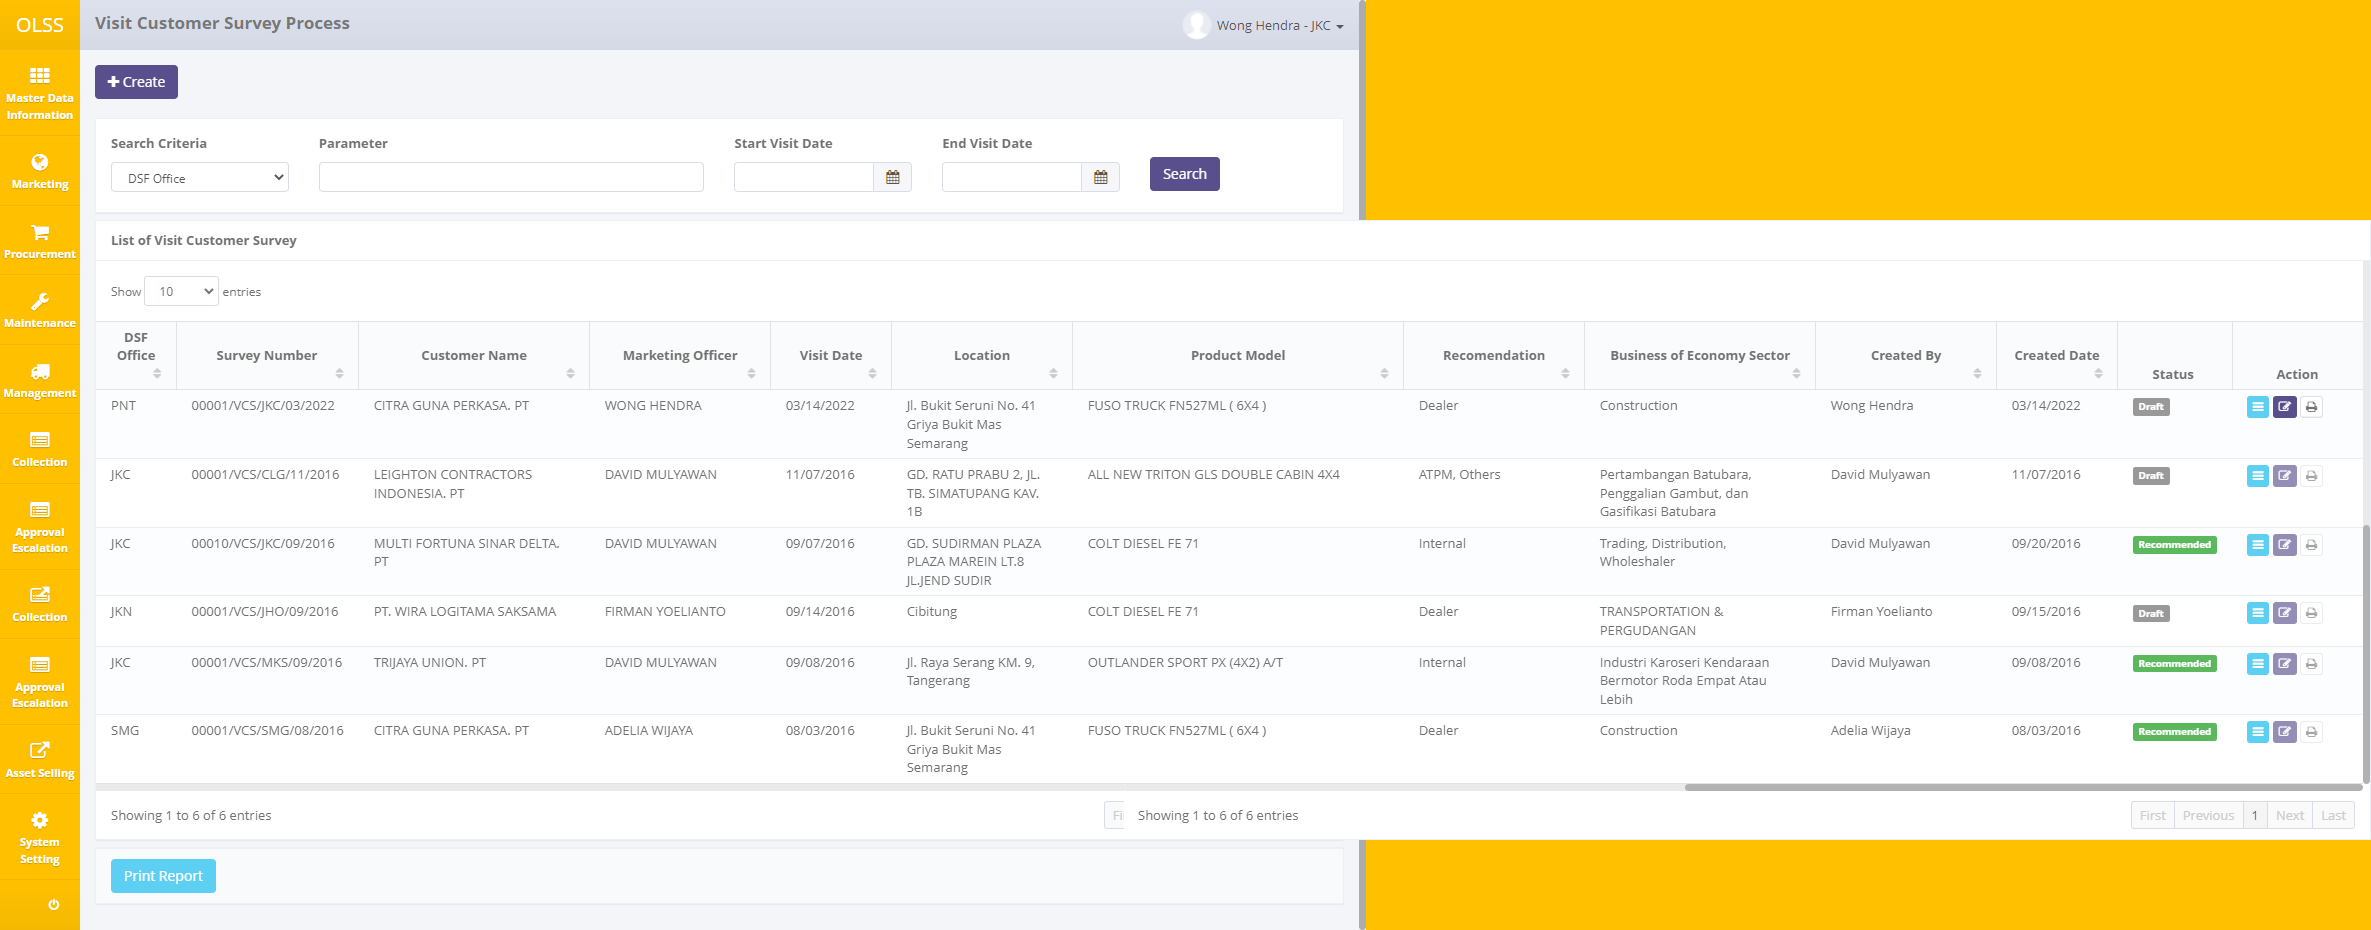 OLSS
Visit Customer Survey Process
Wong Hendra - JKC
Master Data
Information
Marketing
Procurement
Maintenance
Management
Collection
Approval
Escalation
Collection
Approval
Escalation
Asset Selling
System
Setting
Create
Search Criteria
Parameter
Start Visit Date
End Visit Date
DSF Office
Search
List of Visit Customer Survey
Show 10 entries
DSF
Office
Survey Number
Customer Name
Marketing Officer
Visit Date
Location
Product Model
Recomendation
Business of Economy Sector
Created By
Created Date
Status
Action
PNT 00001/VCS/JKC/03/2022 CITRA GUNA PERKASA. PT WONG HENDRA 03/14/2022 Jl. Bukit Seruni No. 41 FUSO TRUCK FN527ML ( 6X4 ) Dealer Construction Wong Hendra 03/14/2022 Draft
Griya Bukit Mas
Semarang
JKC 00001/VCS/CLG/11/2016 LEIGHTON CONTRACTORS DAVID MULYAWAN 11/07/2016 GD. RATU PRABU 2, JL. ALL NEW TRITON GLS DOUBLE CABIN 4X4 ATPM, Others Pertambangan Batubara, David Mulyawan 11/07/2016 Draft
INDONESIA. PT TB. SIMATUPANG KAV. Penggalian Gambut, dan
1B Gasifikasi Batubara
JKC 00010/VCS/JKC/09/2016 MULTI FORTUNA SINAR DELTA. DAVID MULYAWAN 09/07/2016 GD. SUDIRMAN PLAZA COLT DIESEL FE 71 Internal Trading, Distribution, David Mulyawan 09/20/2016 Recommended
PT PLAZA MAREIN LT.8 Wholeshaler
JL.JEND SUDIR
JKN 00001/VCS/JHO/09/2016 PT. WIRA LOGITAMA SAKSAMA FIRMAN YOELIANTO 09/14/2016 Cibitung COLT DIESEL FE 71 Dealer TRANSPORTATION & Firman Yoelianto 09/15/2016 Draft
PERGUDANGAN
JKC 00001/VCS/MKS/09/2016 TRIJAYA UNION. PT DAVID MULYAWAN 09/08/2016 Jl. Raya Serang KM. 9, OUTLANDER SPORT PX (4X2) A/T Internal Industri Karoseri Kendaraan David Mulyawan 09/08/2016 Recommended
Tangerang Bermotor Roda Empat Atau
Lebih
SMG 00001/VCS/SMG/08/2016 CITRA GUNA PERKASA. PT ADELIA WIJAYA 08/03/2016 Jl. Bukit Seruni No. 41 FUSO TRUCK FN527ML ( 6X4 ) Dealer Construction Adelia Wijaya 08/03/2016 Recommended
Griya Bukit Mas
Semarang
Showing 1 to 6 of 6 entries Fi Showing 1 to 6 of 6 entries First Previous 1 Next Last
Print Report